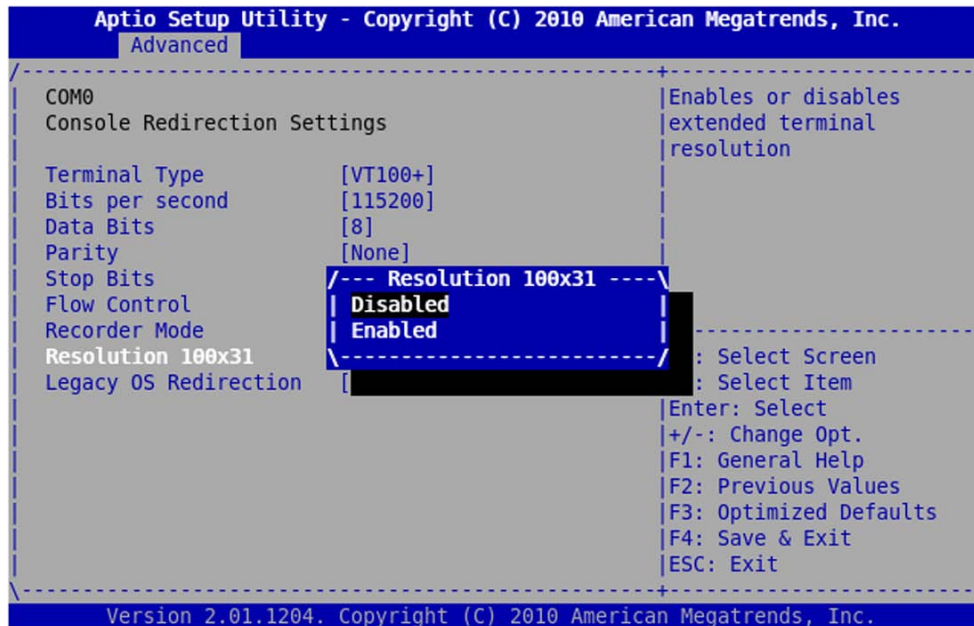 Aptio Setup Utility - Copyright (C) 2010 American Megatrends, Inc.
Advanced
/-----------------------------------------------------+--------------------------
COM0
Console Redirection Settings
Terminal Type [VT100+]
Bits per second [115200]
Data Bits [8]
Parity [None]
Stop Bits
Flow Control
Recorder Mode
Resolution 100x31
Legacy OS Redirection [
/--- Resolution 100x31 ----\
Disabled
Enabled
\--------------------------/
Enables or disables
extended terminal
resolution
: Select Screen
: Select Item
Enter: Select
+/-: Change Opt.
F1: General Help
F2: Previous Values
F3: Optimized Defaults
F4: Save & Exit
ESC: Exit
\-----------------------------------------------------+--------------------------
Version 2.01.1204. Copyright (C) 2010 American Megatrends, Inc.